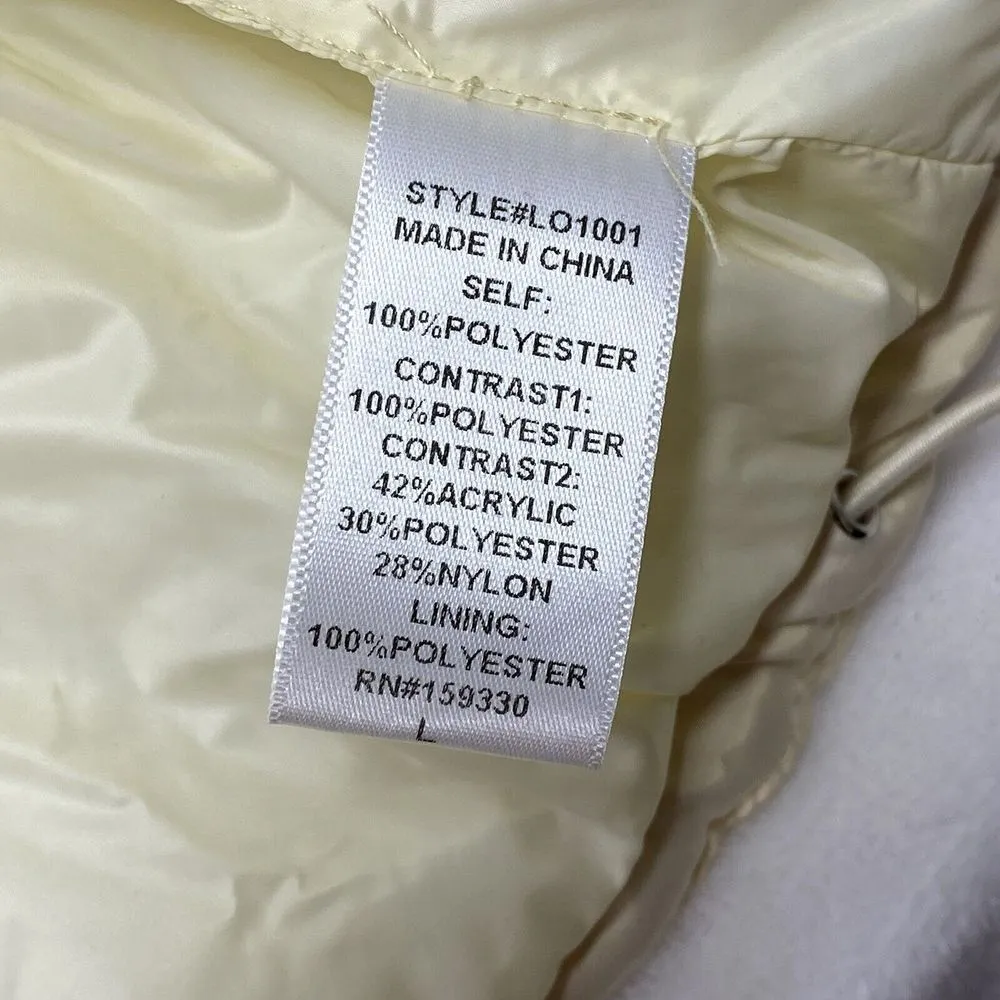 STYLE#LO1001
MADE IN CHINA
SELF:
100%POLYESTER
CONTRAST1:
100%POLYESTER
CONTRAST2:
42%ACRYLIC
30%POLYESTER
28%NYLON
LINING:
100%POLYESTER
RN#159330
L